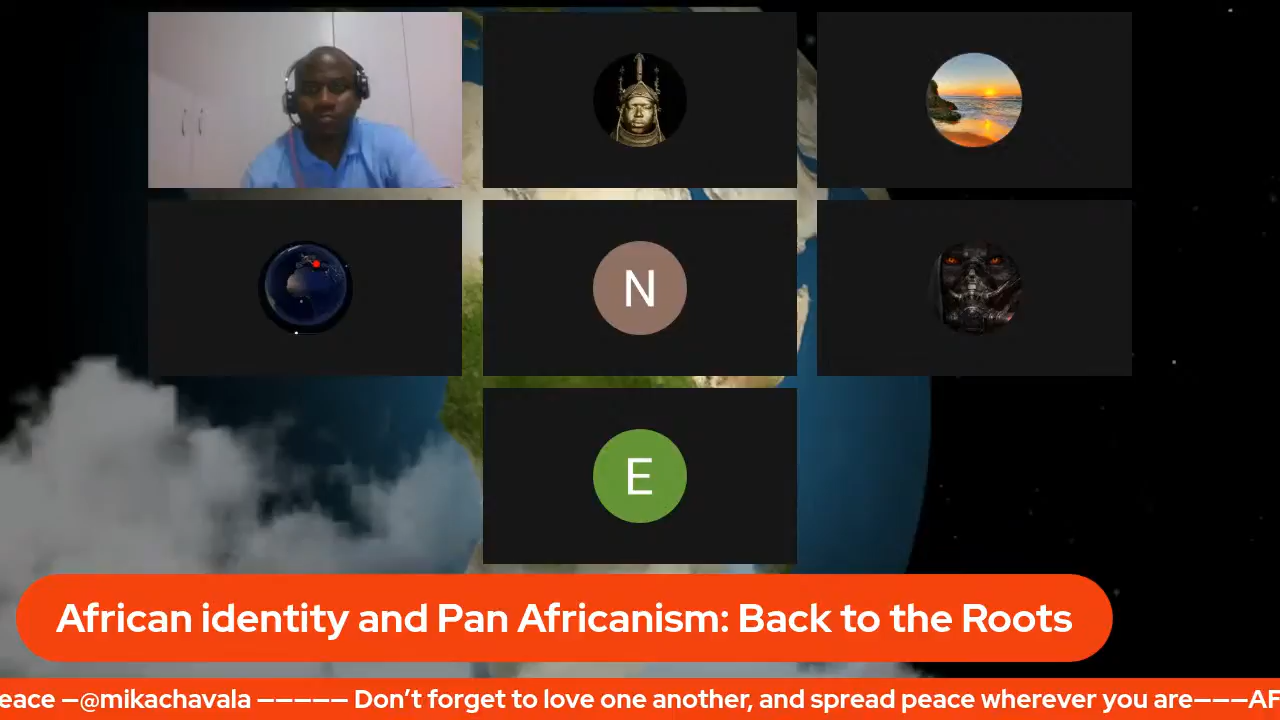 N
E
African identity and Pan Africanism: Back to the Roots
eace —@mikachavala ————— Don't forget to love one another, and spread peace wherever you are———AF